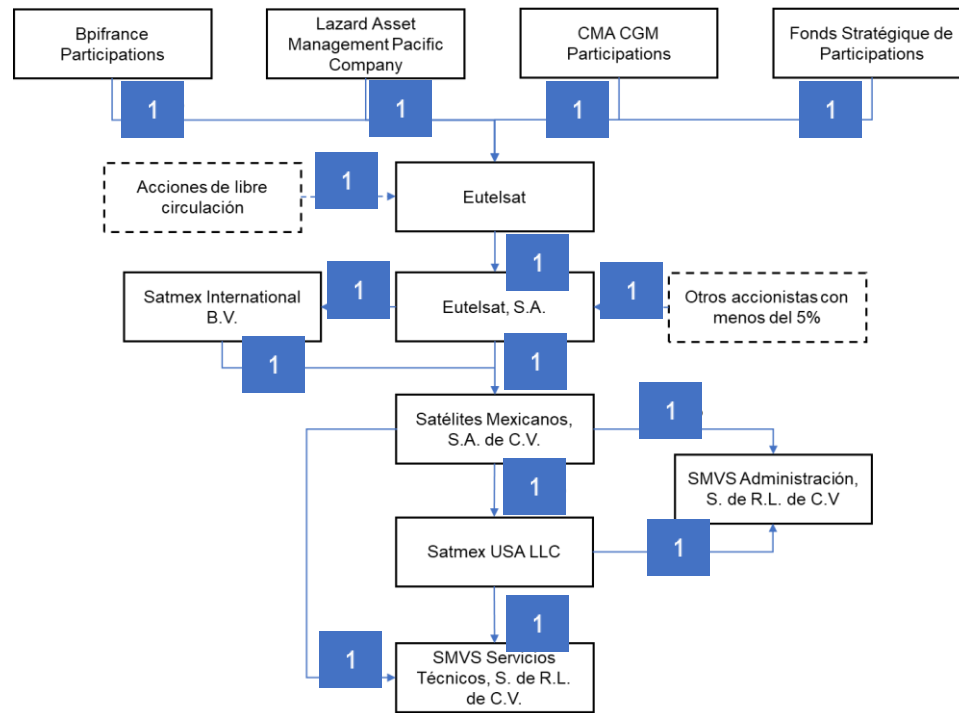 Bpifrance
Participations
Lazard Asset
Management Pacific
Company
CMA CGM
Participations
Fonds Stratégique de
Participations
1
1
1
1
Acciones de libre
circulación
1
Eutelsat
1
Satmex International
B.V.
1
Eutelsat, S.A.
1
Otros accionistas con
menos del 5%
1
1
Satélites Mexicanos,
S.A. de C.V.
1
1
SMVS Administración,
S. de R.L. de C.V
Satmex USA LLC
1
1
1
SMVS Servicios
Técnicos, S. de R.L.
de C.V.